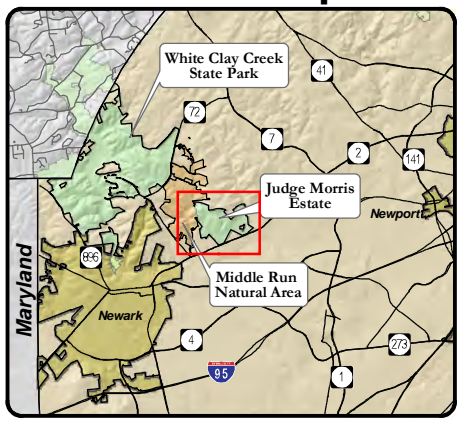 White Clay Creek
State Park
41
72
7
2
141
Judge Morris
Estate
Newport
896
Middle Run
Natural Area
Maryland
Newark
4
273
95
1